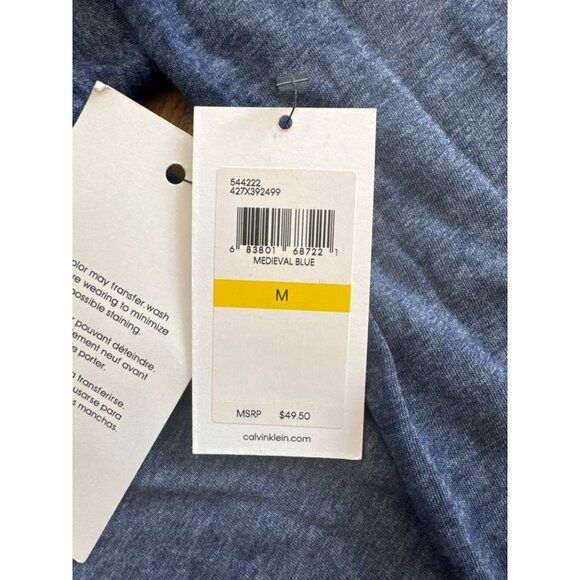 544222
427X392499
6 83801 68722 1
MEDIEVAL BLUE
M
MSRP $49.50
calvinklein.com
olor may transfer, wash
re wearing to minimize
possible staining.
pouvant déteindre.
ement neuf avant
e porter.
a transferirse.
usarse para
s manchas.